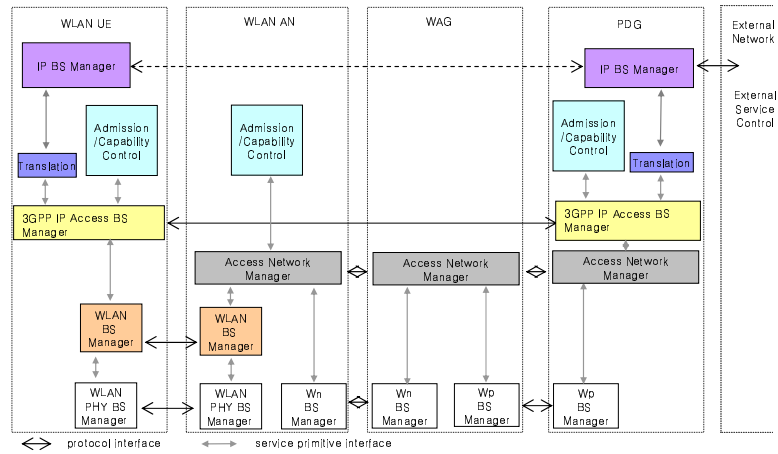 WLAN UE
WLAN AN
WAG
PDG
External
Network
External
Service
Control
IP BS Manager
IP BS Manager
Admission
/Capability
Control
Admission
/Capability
Control
Admission
/Capability
Control
Translation
Translation
3GPP IP Access BS
Manager
3GPP IP Access BS
Manager
Access Network
Manager
Access Network
Manager
Access Network
Manager
WLAN
BS
Manager
WLAN
BS
Manager
WLAN
PHY BS
Manager
WLAN
PHY BS
Manager
Wn
BS
Manager
Wn
BS
Manager
Wp
BS
Manager
Wp
BS
Manager
protocol interface
service primitive interface